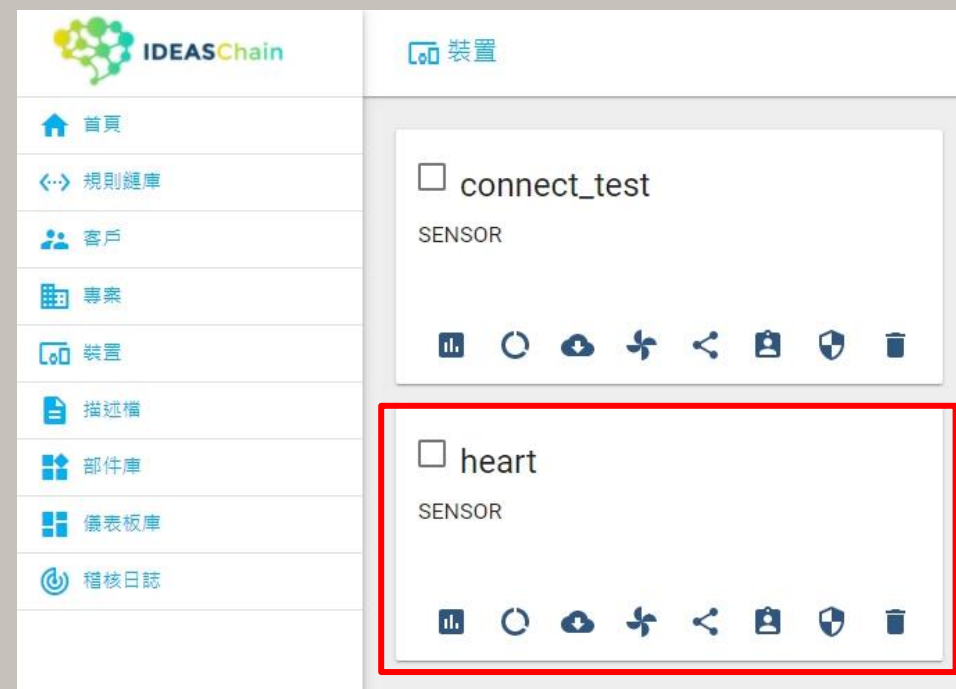 IDEASChain
首頁
規則鏈庫
客戶
專案
裝置
描述檔
部件庫
儀表板庫
稽核日誌
裝置
connect_test
SENSOR
heart
SENSOR